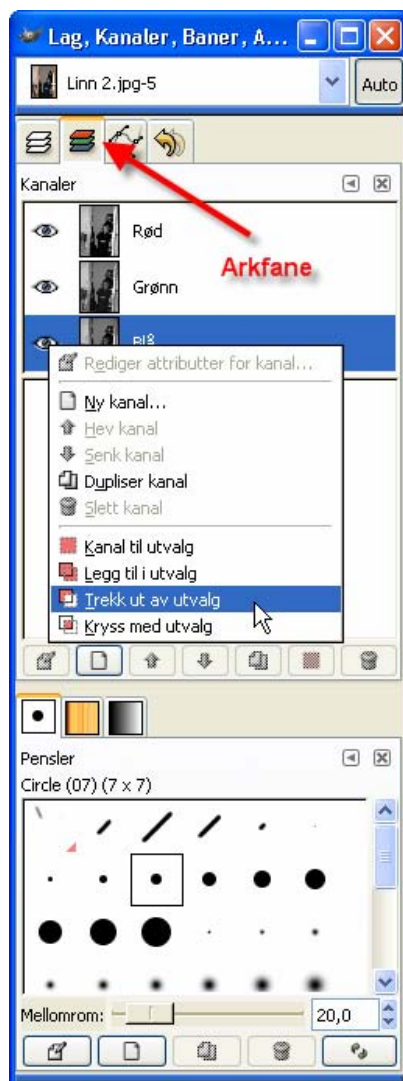 Lag, Kanaler, Baner, A...
Linn 2.jpg-5
Auto
Kanaler
Rød
Arkfane
Grønn
Rediger attributter for kanal...
Ny kanal...
Hev kanal
Senk kanal
Dupliser kanal
Slett kanal
Kanal til utvalg
Legg til i utvalg
Trekk ut av utvalg
Kryss med utvalg
Pensler
Circle (07) (7 x 7)
Mellomrom:
20,0